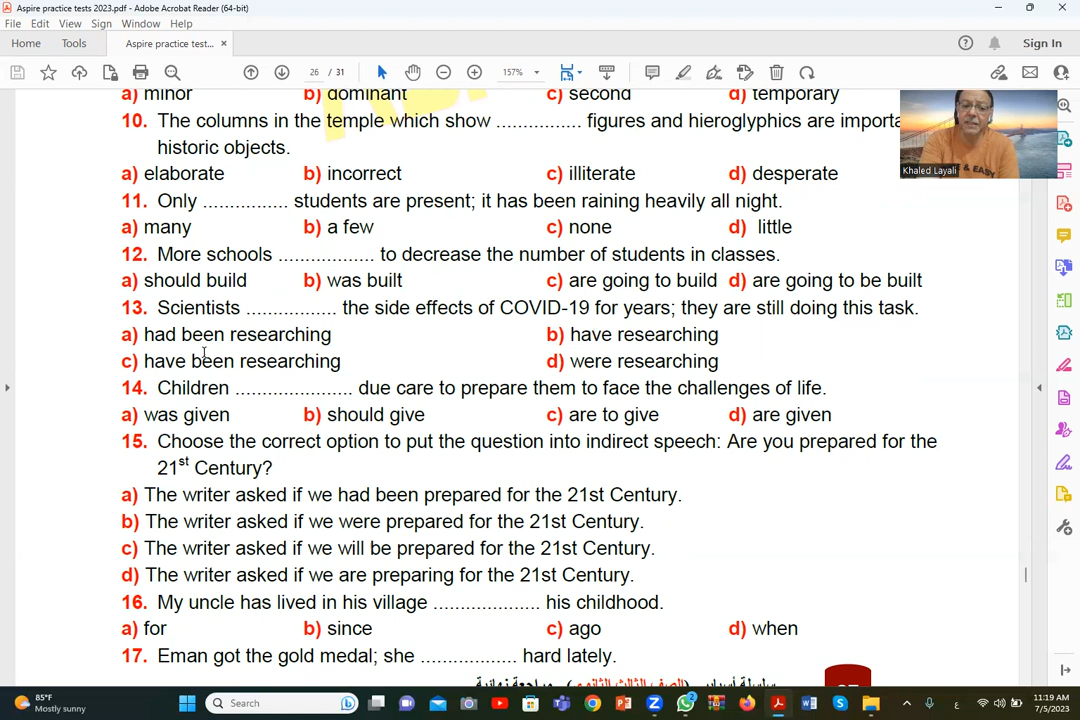 Aspire practice tests 2023.pdf - Adobe Acrobat Reader (64-bit)
File Edit View Sign Window Help
Home Tools Aspire practice test... × Sign In
26 / 31 157%
a) minor b) dominant c) second d) temporary
10. The columns in the temple which show ............... figures and hieroglyphics are importa
historic objects.
a) elaborate b) incorrect c) illiterate d) desperate
11. Only ............... students are present; it has been raining heavily all night.
a) many b) a few c) none d) little
12. More schools ................. to decrease the number of students in classes.
a) should build b) was built c) are going to build d) are going to be built
13. Scientists ................ the side effects of COVID-19 for years; they are still doing this task.
a) had been researching b) have researching
c) have been researching d) were researching
14. Children ..................... due care to prepare them to face the challenges of life.
a) was given b) should give c) are to give d) are given
15. Choose the correct option to put the question into indirect speech: Are you prepared for the
21st Century?
a) The writer asked if we had been prepared for the 21st Century.
b) The writer asked if we were prepared for the 21st Century.
c) The writer asked if we will be prepared for the 21st Century.
d) The writer asked if we are preparing for the 21st Century.
16. My uncle has lived in his village ................... his childhood.
a) for b) since c) ago d) when
17. Eman got the gold medal; she ................. hard lately.
Khaled Layali
& EASY
85°F
Mostly sunny
Search
2
11:19 AM
7/5/2023